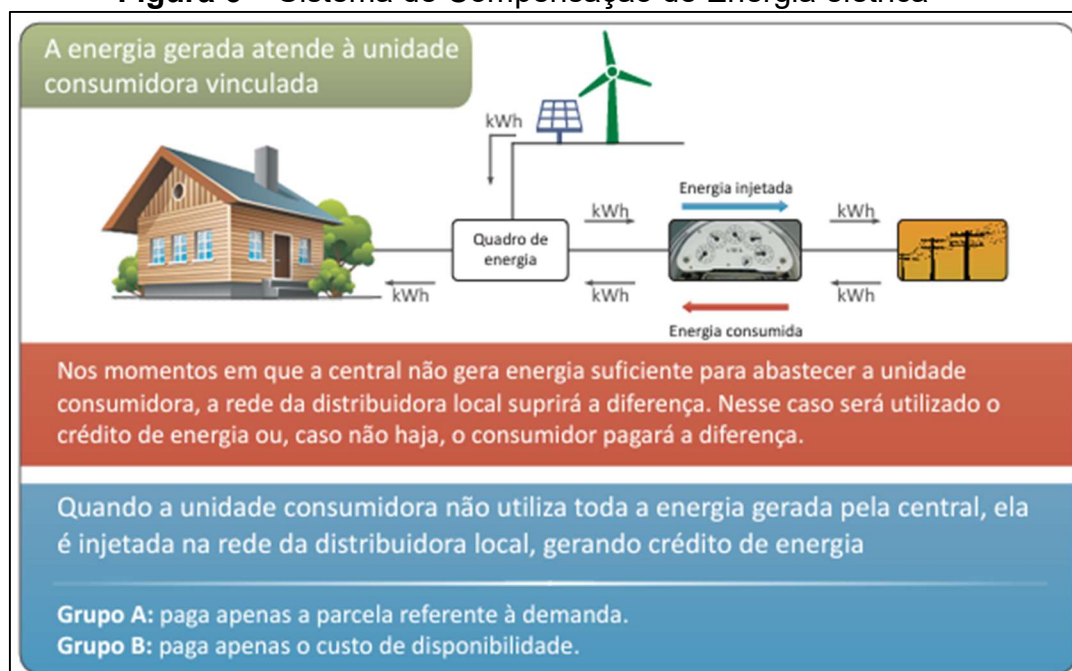 A energia gerada atende à unidade
consumidora vinculada
kWh
Energia injetada
kWh
kWh
Quadro de
energia
kWh
kWh
kWh
Energia consumida
Nos momentos em que a central não gera energia suficiente para abastecer a unidade
consumidora, a rede da distribuidora local suprirá a diferença. Nesse caso será utilizado o
crédito de energia ou, caso não haja, o consumidor pagará a diferença.
Quando a unidade consumidora não utiliza toda a energia gerada pela central, ela
é injetada na rede da distribuidora local, gerando crédito de energia
Grupo A: paga apenas a parcela referente à demanda.
Grupo B: paga apenas o custo de disponibilidade.